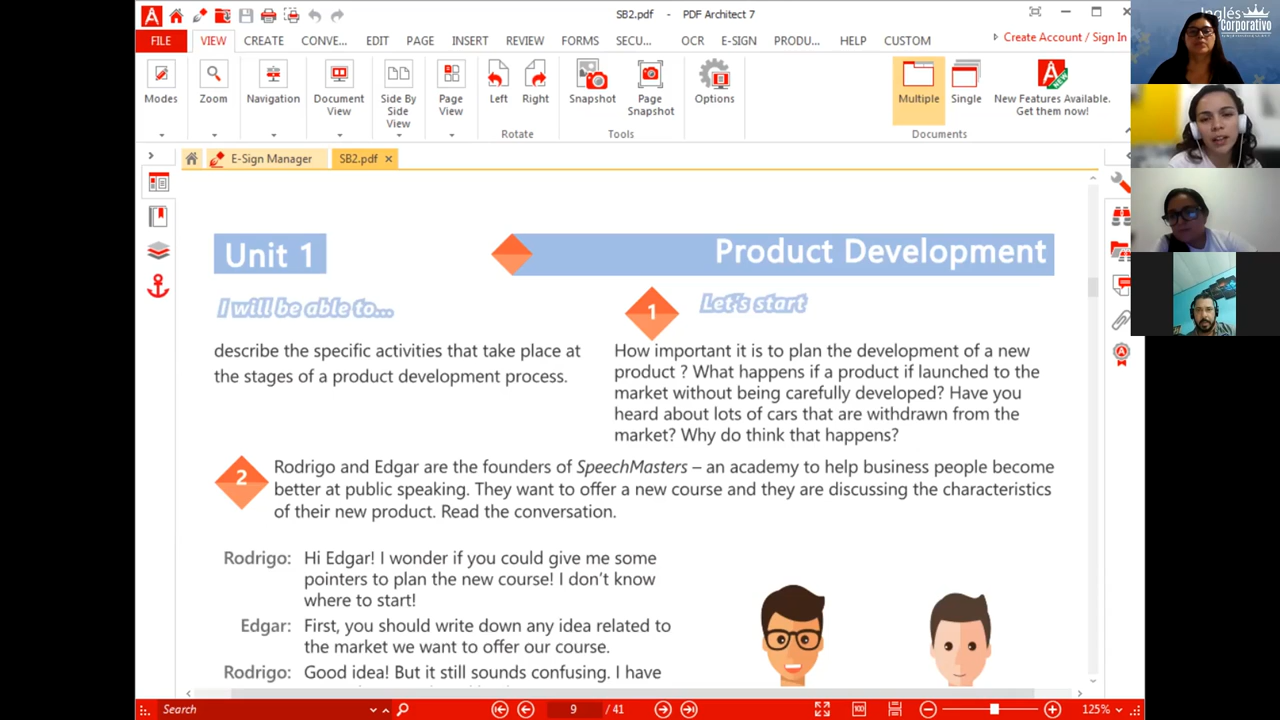 SB2.pdf - PDF Architect 7
FILE VIEW CREATE CONVE... EDIT PAGE INSERT REVIEW FORMS SECU... OCR E-SIGN PRODU... HELP CUSTOM Create Account / Sign In
Modes Zoom Navigation Document View Side By Side View Page View Left Right Snapshot Page Snapshot Options Multiple Single New Features Available. Get them now!
Rotate Tools Documents
E-Sign Manager SB2.pdf
Inglés
Corporativo
Unit 1 Product Development
I will be able to...
describe the specific activities that take place at
the stages of a product development process.
1 Let's start
How important it is to plan the development of a new
product ? What happens if a product if launched to the
market without being carefully developed? Have you
heard about lots of cars that are withdrawn from the
market? Why do think that happens?
2 Rodrigo and Edgar are the founders of SpeechMasters – an academy to help business people become
better at public speaking. They want to offer a new course and they are discussing the characteristics
of their new product. Read the conversation.
Rodrigo: Hi Edgar! I wonder if you could give me some
pointers to plan the new course! I don't know
where to start!
Edgar: First, you should write down any idea related to
the market we want to offer our course.
Rodrigo: Good idea! But it still sounds confusing. I have
Search 9 / 41 125%